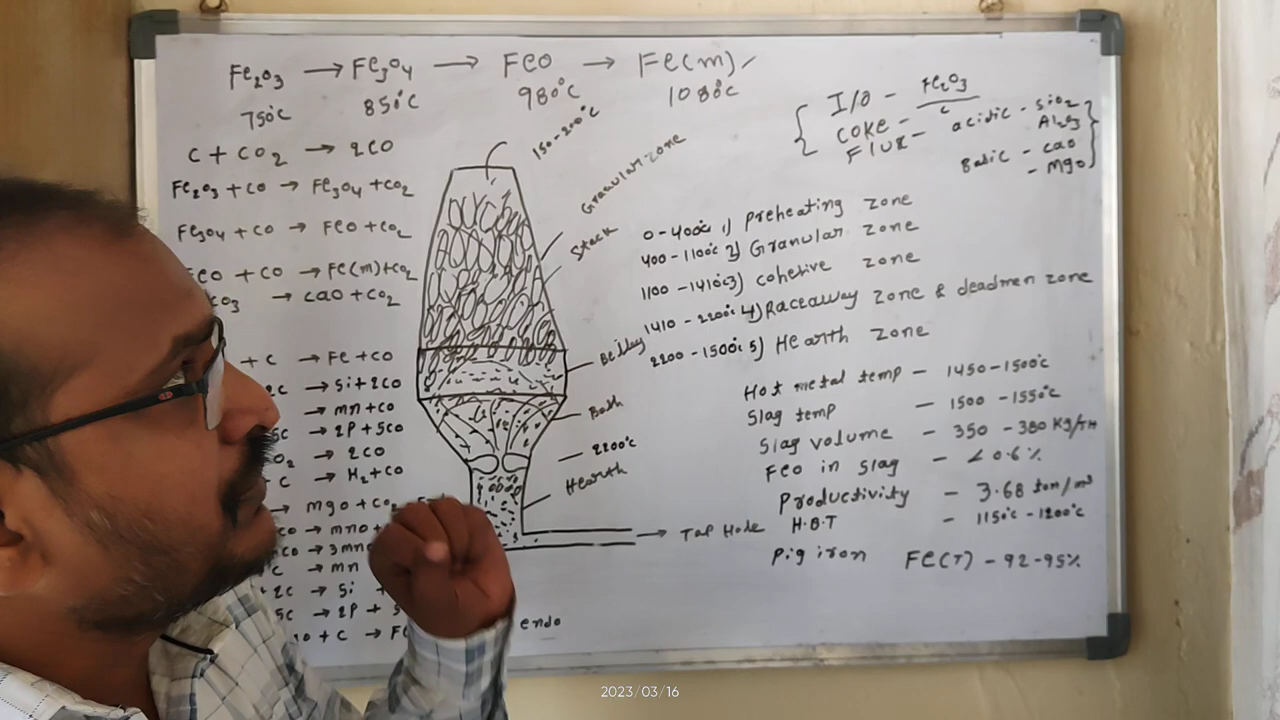 Fe₂O₃ → Fe₃O₄ → FeO → Fe(m)
750°C 850°C 980°C 1080°C
C + CO₂ → 2CO
Fe₂O₃ + CO → Fe₃O₄ + CO₂
Fe₃O₄ + CO → FeO + CO₂
FeO + CO → Fe(m) + CO₂
CO₃ → CaO + CO₂
+ C → Fe + CO
2C → Si + 2CO
→ Mn + CO
5C → 2P + 5CO
O₂ → 2CO
C → H₂ + CO
→ MgO + CO₂
CO → MnO +
CO → 3Mn
C → Mn
2C → Si +
5C → 2P + 5
O + C → F
endo
150-200°C
Granular zone
Stack
Belly
Bosh
2200°C
Hearth
→ Tap Hode
I/O - Fe₂O₃
Coke - C
Flux - acidic - SiO₂
Al₂O₃
Basic - CaO
- MgO
0-400°C 1) preheating zone
400-1100°C 2) Granular zone
1100-1410°C 3) cohesive zone
1410-2200°C 4) Raceaway zone & deadmen zone
2200-1500°C 5) Hearth zone
Hot metal temp - 1450-1500°C
Slag temp - 1500-1550°C
Slag volume - 350-380 Kg/TH
FeO in Slag - < 0.6%
Productivity - 3.68 ton/m³
H.B.T - 1150°C-1200°C
pig iron Fe(T) - 92-95%
2023/03/16